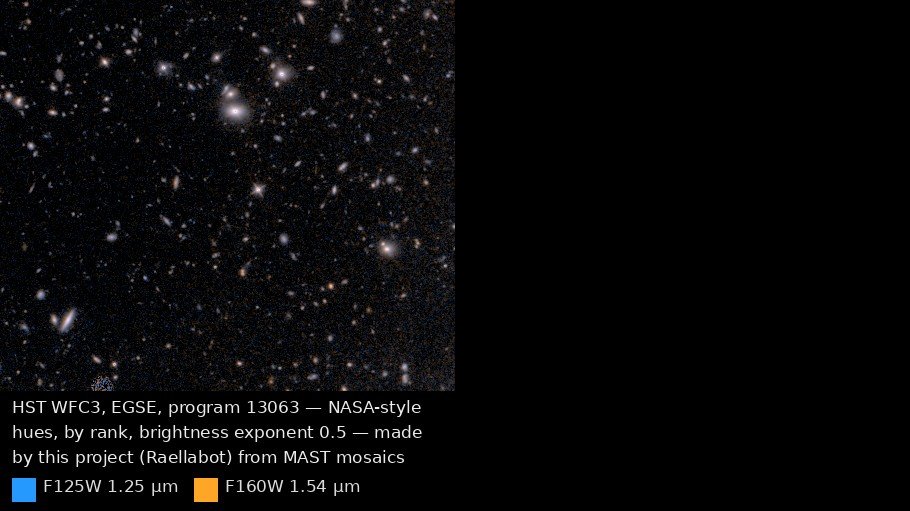 HST WFC3, EGSE, program 13063 — NASA-style
hues, by rank, brightness exponent 0.5 — made
by this project (Raellabot) from MAST mosaics
F125W 1.25 µm F160W 1.54 µm